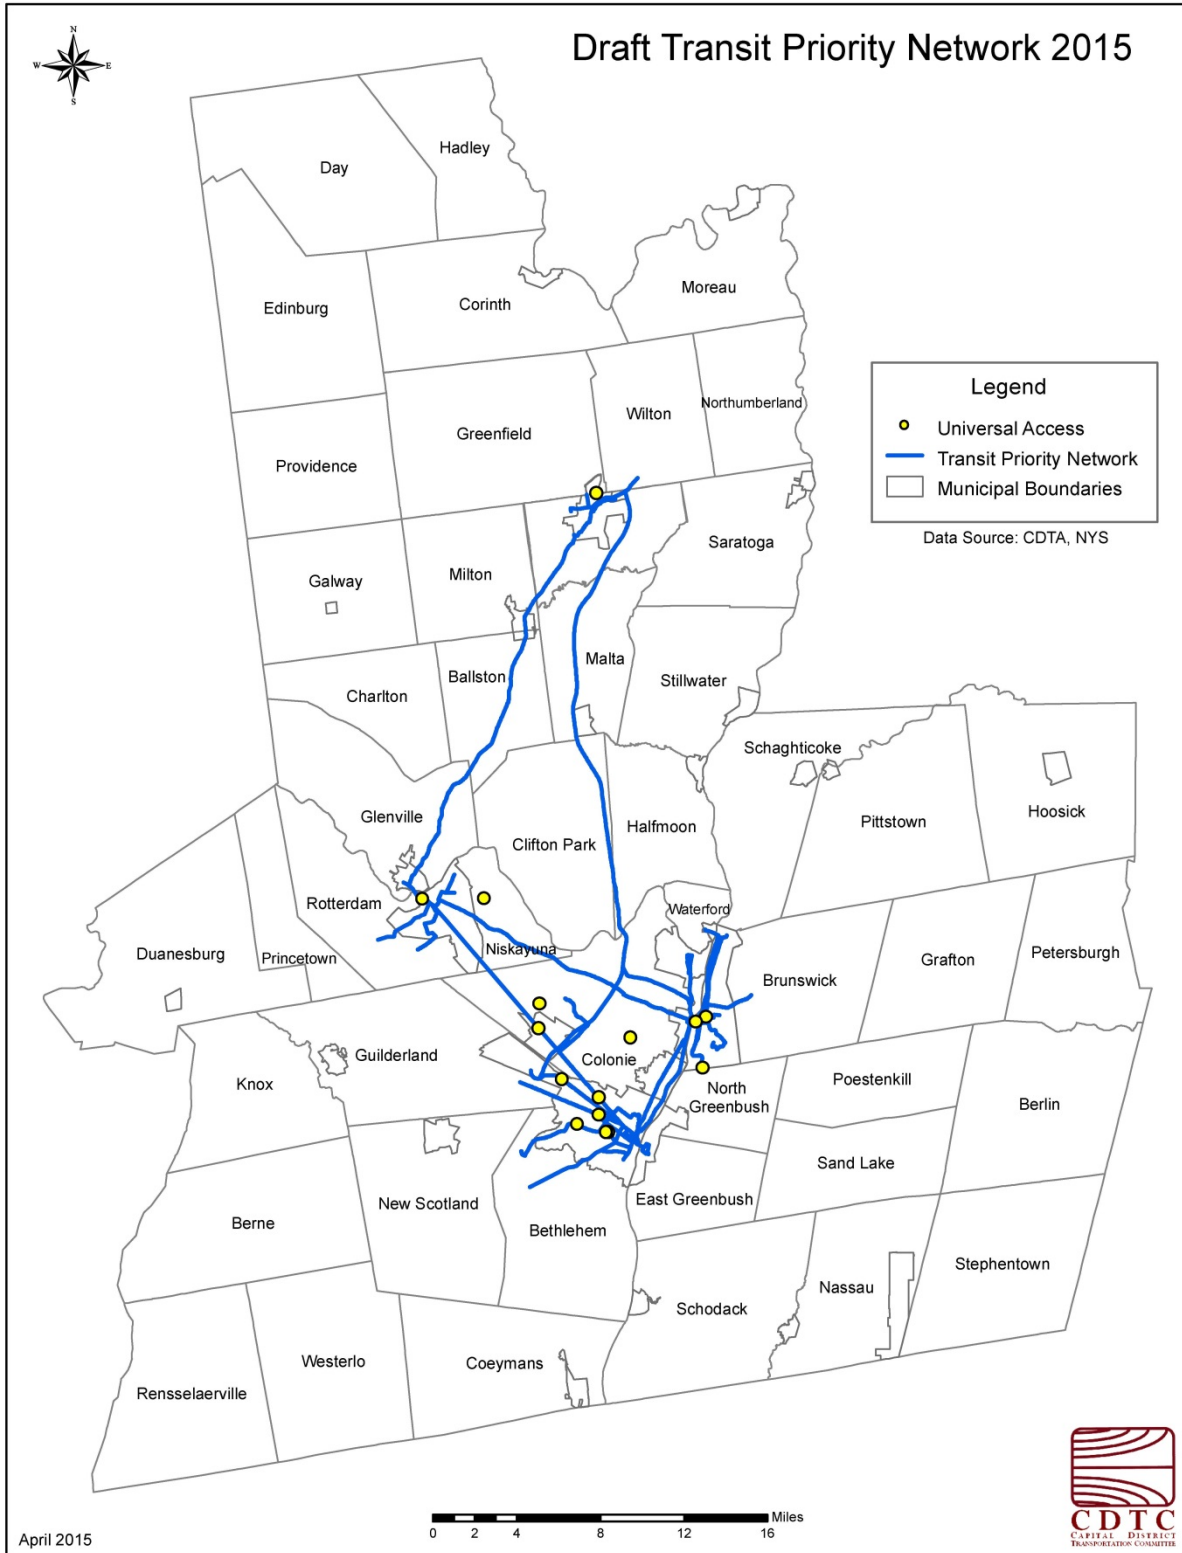 Draft Transit Priority Network 2015
N
W
E
S
Hadley
Day
Moreau
Edinburg
Corinth
Legend
Universal Access
Transit Priority Network
Municipal Boundaries
Data Source: CDTA, NYS
Northumberland
Wilton
Greenfield
Providence
Saratoga
Galway
Milton
Malta
Stillwater
Ballston
Charlton
Schaghticoke
Hoosick
Glenville
Pittstown
Halfmoon
Clifton Park
Rotterdam
Waterford
Niskayuna
Duanesburg
Princetown
Petersburgh
Grafton
Brunswick
Guilderland
Colonie
Knox
Poestenkill
North
Greenbush
Berlin
Sand Lake
East Greenbush
New Scotland
Berne
Bethlehem
Stephentown
Nassau
Schodack
Westerlo
Coeymans
Rensselaerville
Miles
0 2 4 8 12 16
April 2015
CDTC
CAPITAL DISTRICT
TRANSPORTATION COMMITTEE